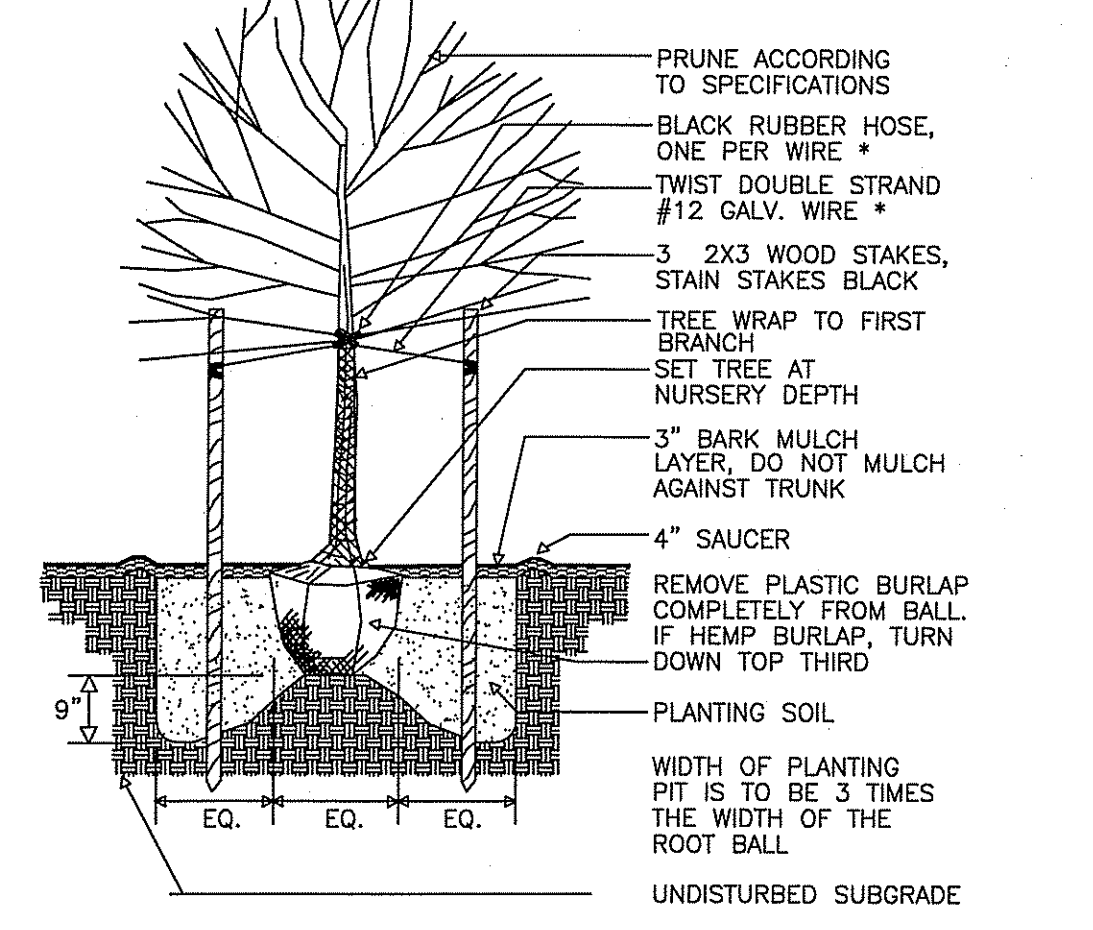 PRUNE ACCORDING
TO SPECIFICATIONS
BLACK RUBBER HOSE,
ONE PER WIRE *
TWIST DOUBLE STRAND
#12 GALV. WIRE *
3 2X3 WOOD STAKES,
STAIN STAKES BLACK
TREE WRAP TO FIRST
BRANCH
SET TREE AT
NURSERY DEPTH
3" BARK MULCH
LAYER, DO NOT MULCH
AGAINST TRUNK
4" SAUCER
REMOVE PLASTIC BURLAP
COMPLETELY FROM BALL.
IF HEMP BURLAP, TURN
DOWN TOP THIRD
9"
PLANTING SOIL
WIDTH OF PLANTING
PIT IS TO BE 3 TIMES
THE WIDTH OF THE
ROOT BALL
EQ. EQ. EQ.
UNDISTURBED SUBGRADE